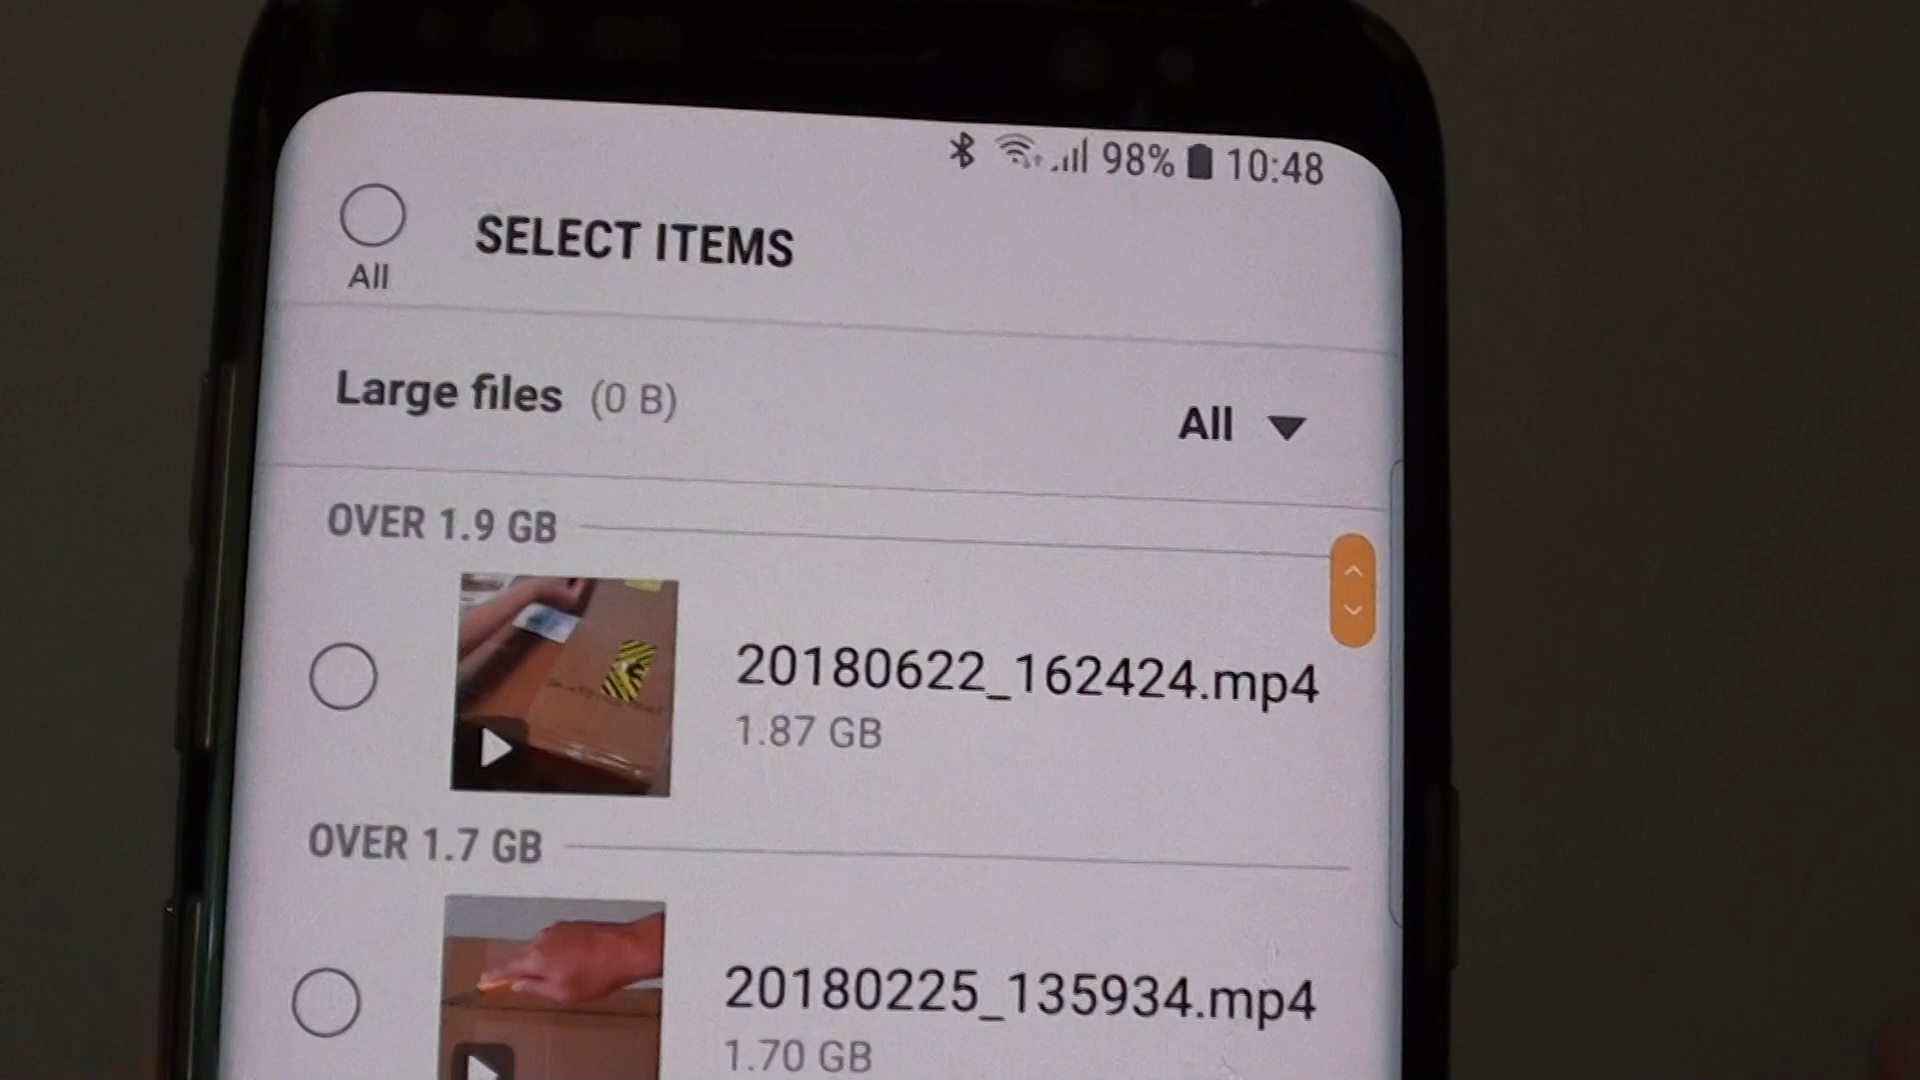 98% 10:48
All
SELECT ITEMS
Large files (0 B)
All
OVER 1.9 GB
20180622_162424.mp4
1.87 GB
OVER 1.7 GB
20180225_135934.mp4
1.70 GB